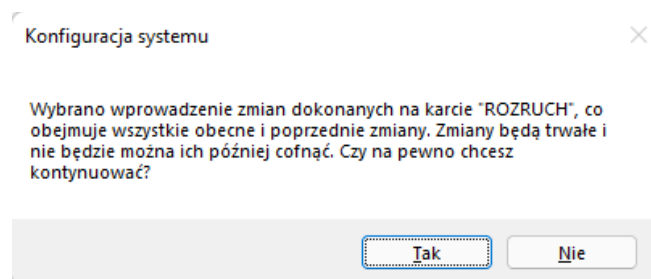 Konfiguracja systemu
Wybrano wprowadzenie zmian dokonanych na karcie "ROZRUCH", co
obejmuje wszystkie obecne i poprzednie zmiany. Zmiany będą trwałe i
nie będzie można ich później cofnąć. Czy na pewno chcesz
kontynuować?
Tak
Nie